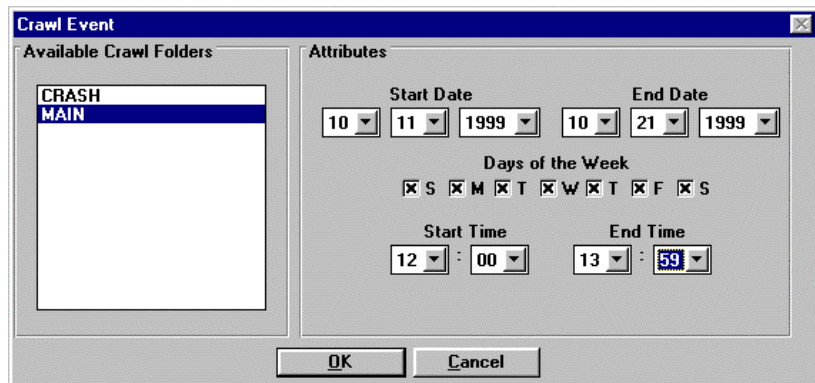 Crawl Event
Available Crawl Folders
CRASH
MAIN
Attributes
Start Date End Date
10 11 1999 10 21 1999
Days of the Week
S M T W T F S
Start Time End Time
12 : 00 13 : 59
OK Cancel